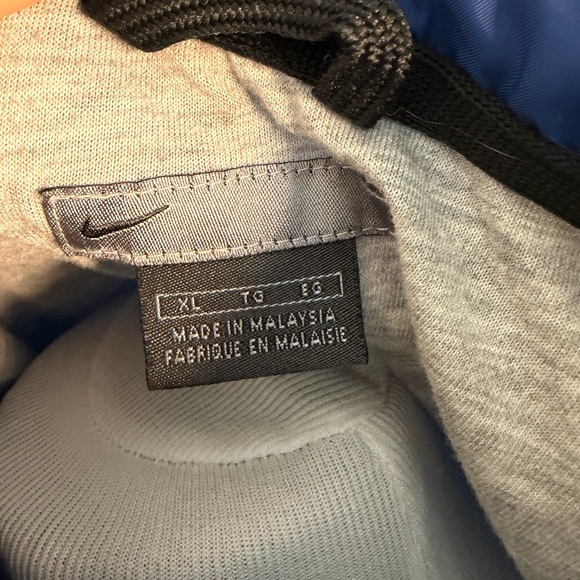 XL TG EG
MADE IN MALAYSIA
FABRIQUE EN MALAISIE